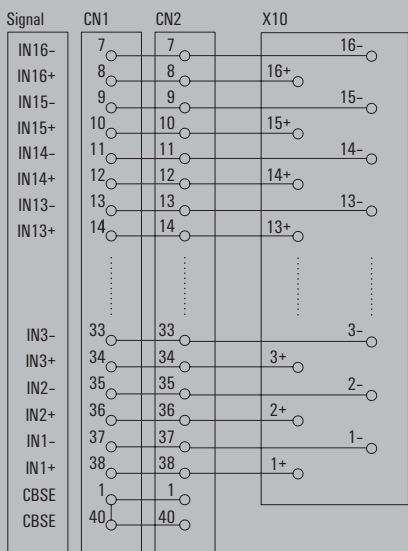 Signal CN1 CN2 X10
IN16– 7 7 16–
IN16+ 8 8 16+
IN15– 9 9 15–
IN15+ 10 10 15+
IN14– 11 11 14–
IN14+ 12 12 14+
IN13– 13 13 13–
IN13+ 14 14 13+
IN3– 33 33 3–
IN3+ 34 34 3+
IN2– 35 35 2–
IN2+ 36 36 2+
IN1– 37 37 1–
IN1+ 38 38 1+
CBSE 1 1
CBSE 40 40